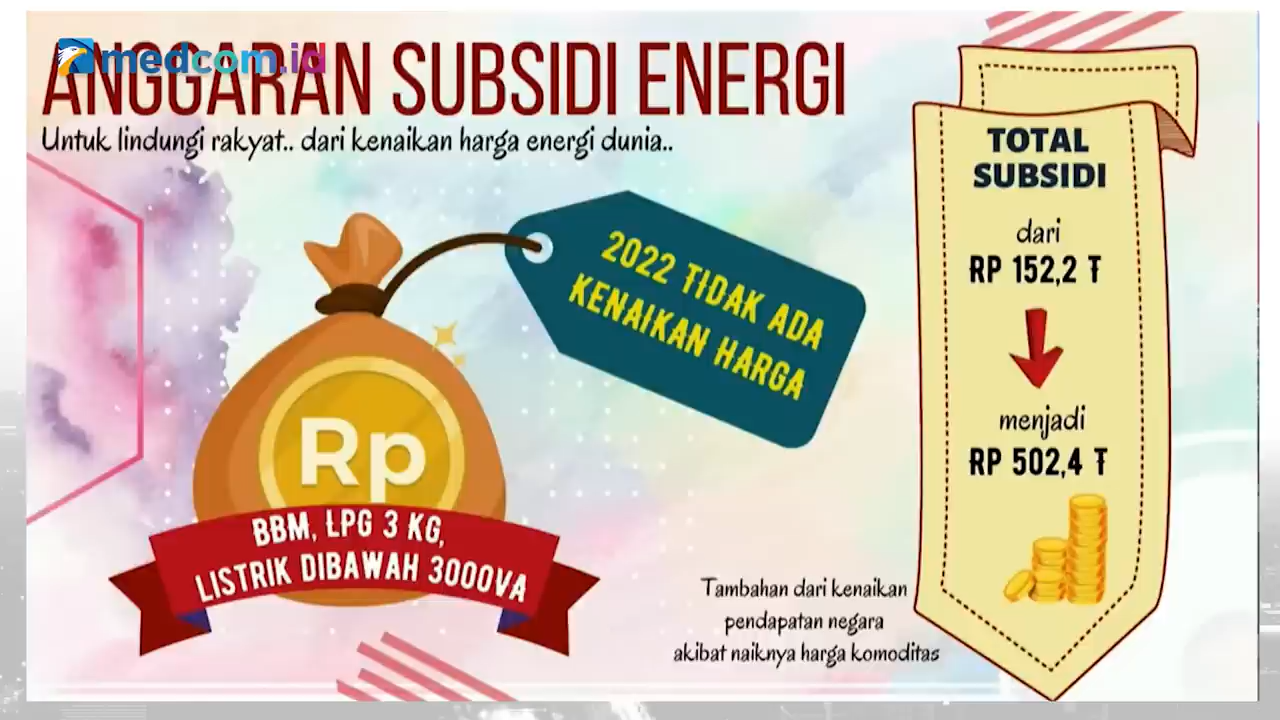 medcom.id
ANGGARAN SUBSIDI ENERGI
Untuk lindungi rakyat.. dari kenaikan harga energi dunia..
2022 TIDAK ADA
KENAIKAN HARGA
Rp
BBM, LPG 3 KG,
LISTRIK DIBAWAH 3000VA
TOTAL
SUBSIDI
dari
RP 152,2 T
menjadi
RP 502,4 T
Tambahan dari kenaikan
pendapatan negara
akibat naiknya harga komoditas